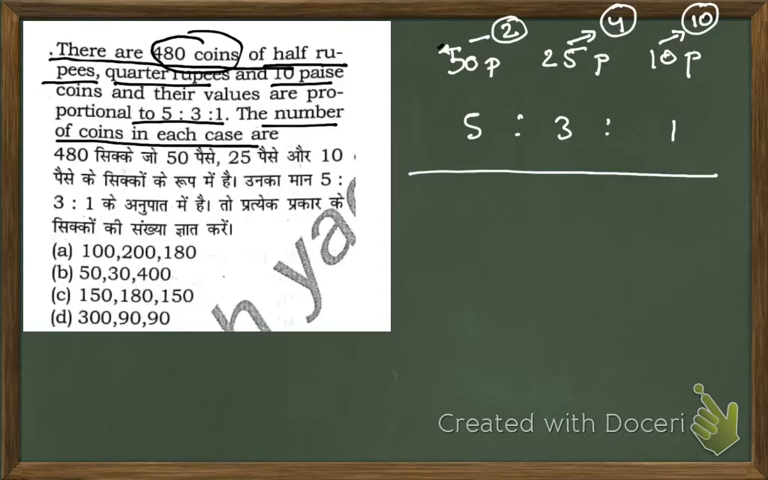 .There are 480 coins of half ru-
pees, quarter rupees and 10 paise
coins and their values are pro-
portional to 5 : 3 :1. The number
of coins in each case are
480 सिक्के जो 50 पैसे, 25 पैसे और 10
पैसे के सिक्कों के रूप में है। उनका मान 5 :
3 : 1 के अनुपात में है। तो प्रत्येक प्रकार के
सिक्कों की संख्या ज्ञात करें।
(a) 100,200,180
(b) 50,30,400
(c) 150,180,150
(d) 300,90,90
2 4 10
50 p 25 p 10 p
5 : 3 : 1
Created with Doceri